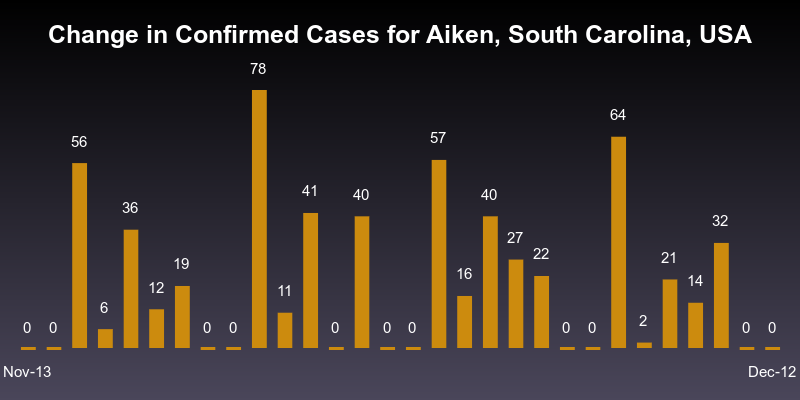 Change in Confirmed Cases for Aiken, South Carolina, USA
0 0 56 6 36 12 19 0 0 78 11 41 0 40 0 0 57 16 40 27 22 0 0 64 2 21 14 32 0 0
Nov-13 Dec-12